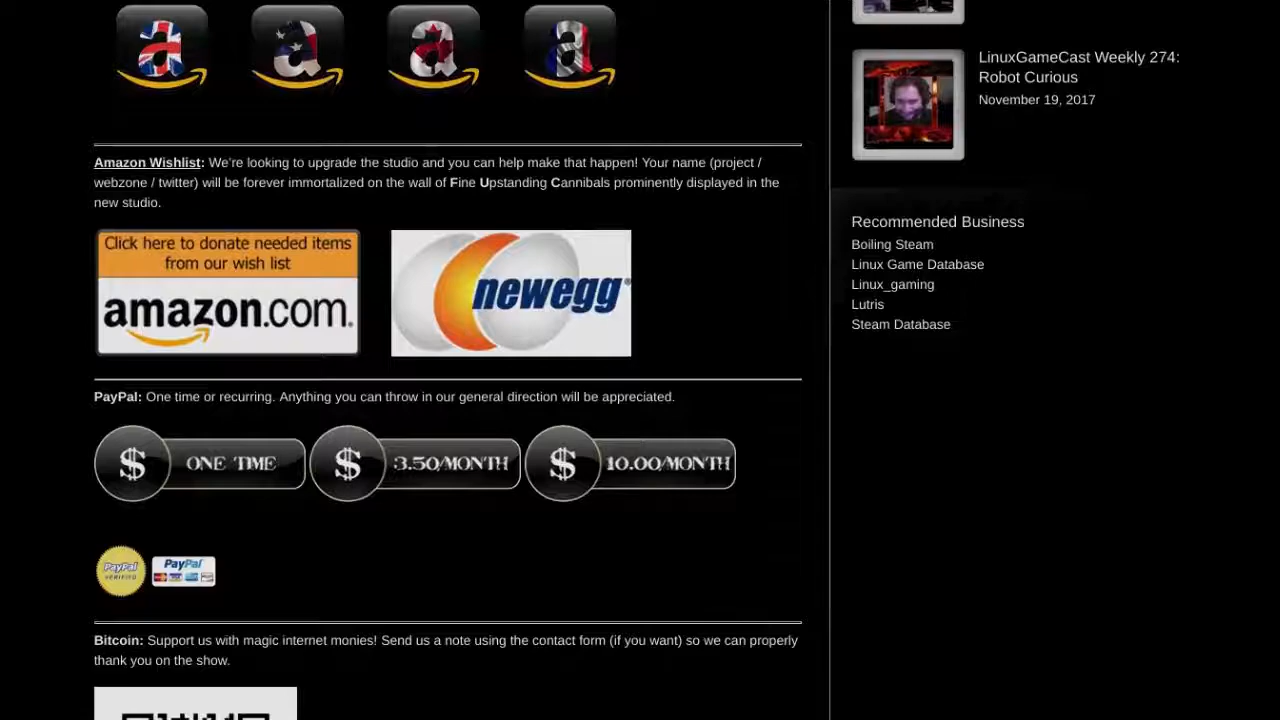 a a a a
LinuxGameCast Weekly 274:
Robot Curious
November 19, 2017
Amazon Wishlist: We're looking to upgrade the studio and you can help make that happen! Your name (project /
webzone / twitter) will be forever immortalized on the wall of Fine Upstanding Cannibals prominently displayed in the
new studio.
Click here to donate needed items
from our wish list
amazon.com.
newegg®
PayPal: One time or recurring. Anything you can throw in our general direction will be appreciated.
$ ONE TIME $ 3.50/MONTH $ 10.00/MONTH
PayPal
VERIFIED
PayPal
Bitcoin: Support us with magic internet monies! Send us a note using the contact form (if you want) so we can properly
thank you on the show.
Recommended Business
Boiling Steam
Linux Game Database
Linux_gaming
Lutris
Steam Database